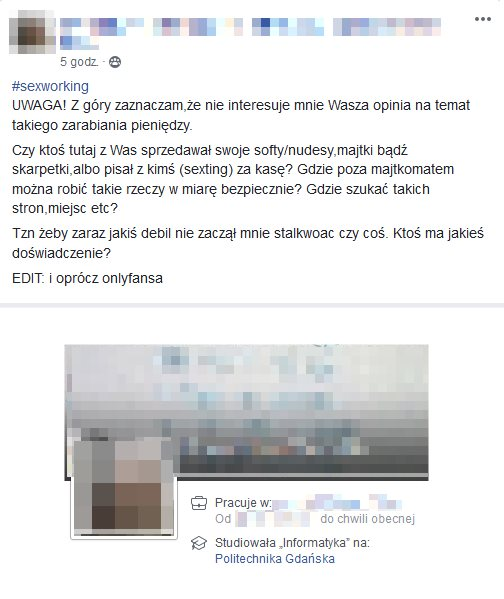 5 godz. ·
#sexworking
UWAGA! Z góry zaznaczam,że nie interesuje mnie Wasza opinia na temat
takiego zarabiania pieniędzy.
Czy ktoś tutaj z Was sprzedawał swoje softy/nudesy,majtki bądź
skarpetki,albo pisał z kimś (sexting) za kasę? Gdzie poza majtkomatem
można robić takie rzeczy w miarę bezpiecznie? Gdzie szukać takich
stron,miejsc etc?
Tzn żeby zaraz jakiś debil nie zaczął mnie stalkwoac czy coś. Ktoś ma jakieś
doświadczenie?
EDIT: i oprócz onlyfansa
Pracuje w:
Od do chwili obecnej
Studiowała „Informatyka” na:
Politechnika Gdańska